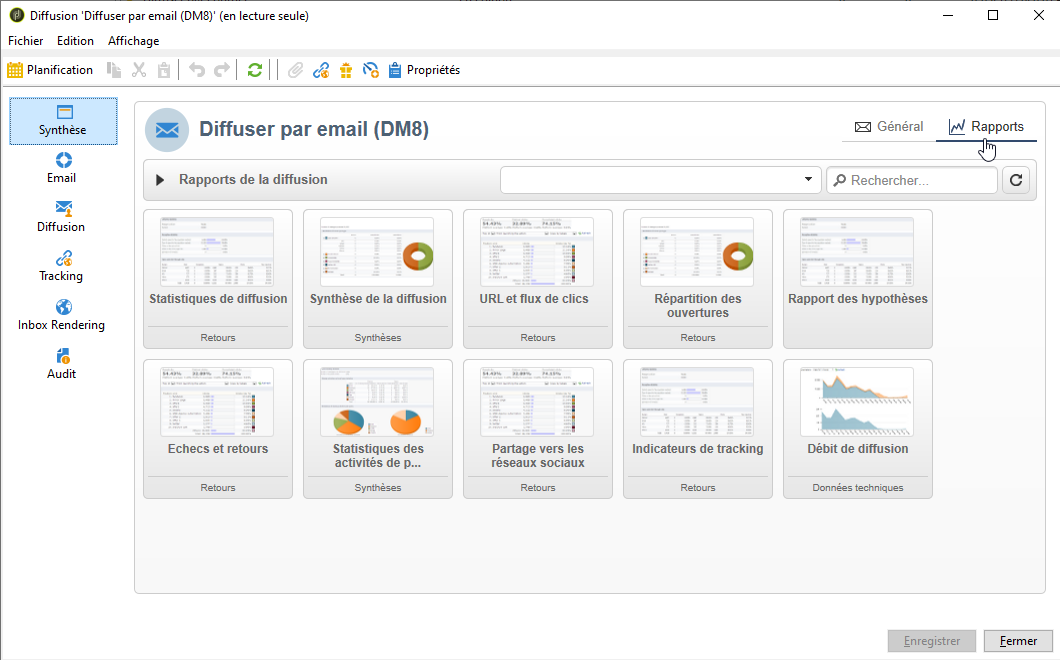 Diffusion 'Diffuser par email (DM8)' (en lecture seule)
Fichier Edition Affichage
Planification Propriétés
Synthèse
Email
Diffusion
Tracking
Inbox Rendering
Audit
Diffuser par email (DM8)
Général Rapports
Rapports de la diffusion
Rechercher...
Statistiques de diffusion
Retours
Synthèse de la diffusion
Synthèses
URL et flux de clics
Retours
Répartition des
ouvertures
Retours
Rapport des hypothèses
Echecs et retours
Retours
Statistiques des
activités de p...
Synthèses
Partage vers les
réseaux sociaux
Retours
Indicateurs de tracking
Retours
Débit de diffusion
Données techniques
Enregistrer Fermer